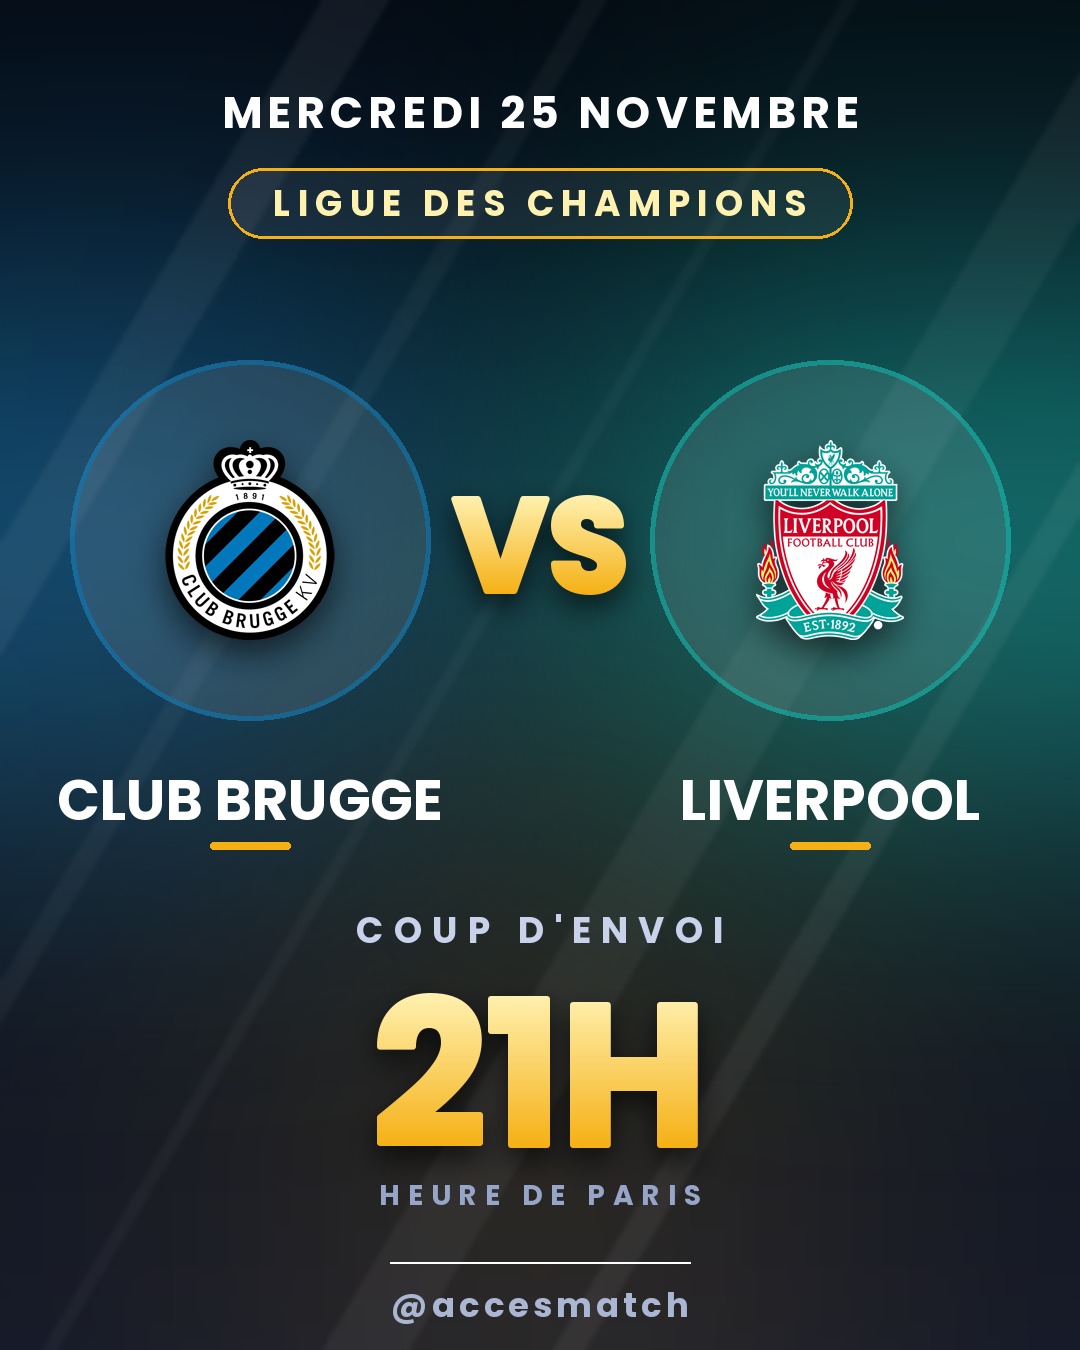 MERCREDI 25 NOVEMBRE
LIGUE DES CHAMPIONS
1891
CLUB BRUGGE KV
VS
YOU'LL NEVER WALK ALONE
LIVERPOOL
FOOTBALL CLUB
EST·1892
CLUB BRUGGE
LIVERPOOL
COUP D'ENVOI
21H
HEURE DE PARIS
@accesmatch